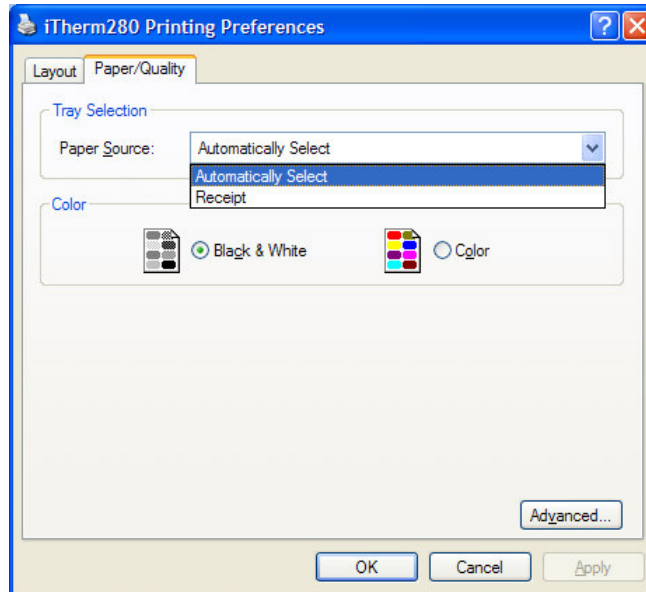 iTherm280 Printing Preferences
Layout Paper/Quality
Tray Selection
Paper Source: Automatically Select
Automatically Select
Receipt
Color
Black & White Color
Advanced...
OK Cancel Apply